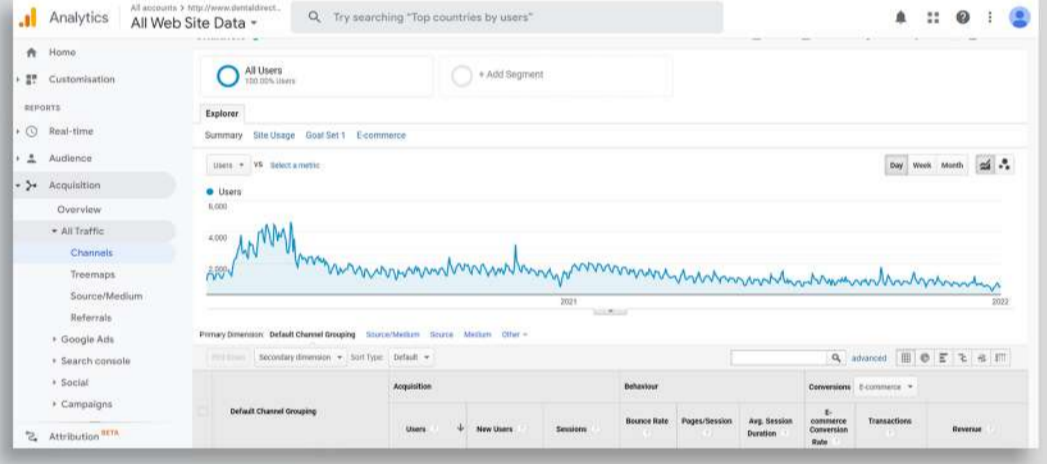 Analytics
All accounts > http://www.dentaldirect...
All Web Site Data
Try searching "Top countries by users"
Home
Customisation
REPORTS
Real-time
Audience
Acquisition
Overview
All Traffic
Channels
Treemaps
Source/Medium
Referrals
Google Ads
Search console
Social
Campaigns
Attribution BETA
All Users
100.00% Users
+ Add Segment
Explorer
Summary Site Usage Goal Set 1 E-commerce
Users VS Select a metric
Day Week Month
Users
6,000
4,000
2,000
2021 2022
Primary Dimension: Default Channel Grouping Source/Medium Source Medium Other
Secondary dimension Sort Type: Default
advanced
Acquisition Behaviour Conversions E-commerce
Default Channel Grouping
Users New Users Sessions Bounce Rate Pages/Session Avg. Session Duration E-commerce Conversion Rate Transactions Revenue